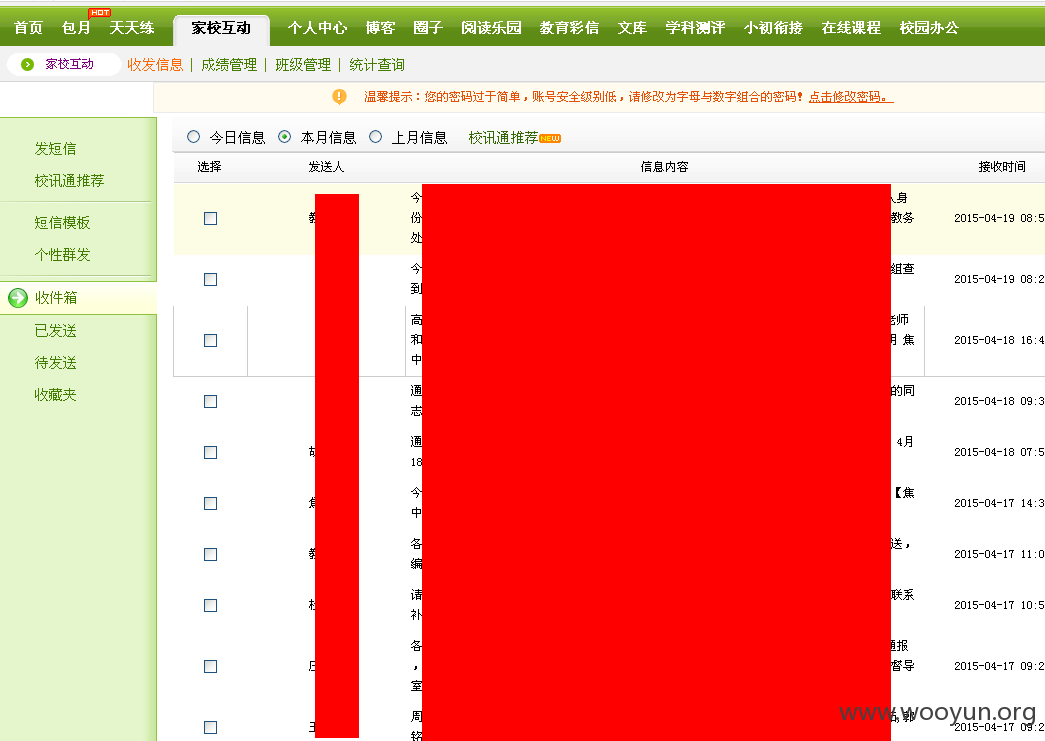 HOT
首页 包月 天天练 家校互动 个人中心 博客 圈子 阅读乐园 教育彩信 文库 学科测评 小初衔接 在线课程 校园办公
家校互动 收发信息 | 成绩管理 | 班级管理 | 统计查询
温馨提示：您的密码过于简单，账号安全级别低，请修改为字母与数字组合的密码！点击修改密码。
发短信
校讯通推荐
短信模板
个性群发
收件箱
已发送
待发送
收藏夹
今日信息 本月信息 上月信息 校讯通推荐 NEW
选择 发送人 信息内容 接收时间
今 身
份 教务 2015-04-19 08:5
处
今 组查
到 2015-04-19 08:2
高 老师
和 焦 2015-04-18 16:4
中
通 的同
志 2015-04-18 09:3
通 4月
18 2015-04-18 07:5
今 【焦
中 2015-04-17 14:3
各 送，
编 2015-04-17 11:0
请 联系
补 2015-04-17 10:5
各 通报
， 督导 2015-04-17 09:2
室
周
王 铭 2015-04-17 09:2
www.wooyun.org